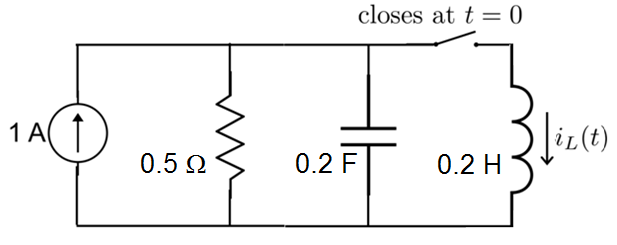 closes at t = 0
1 A
0.5 Ω
0.2 F
0.2 H
i_L(t)